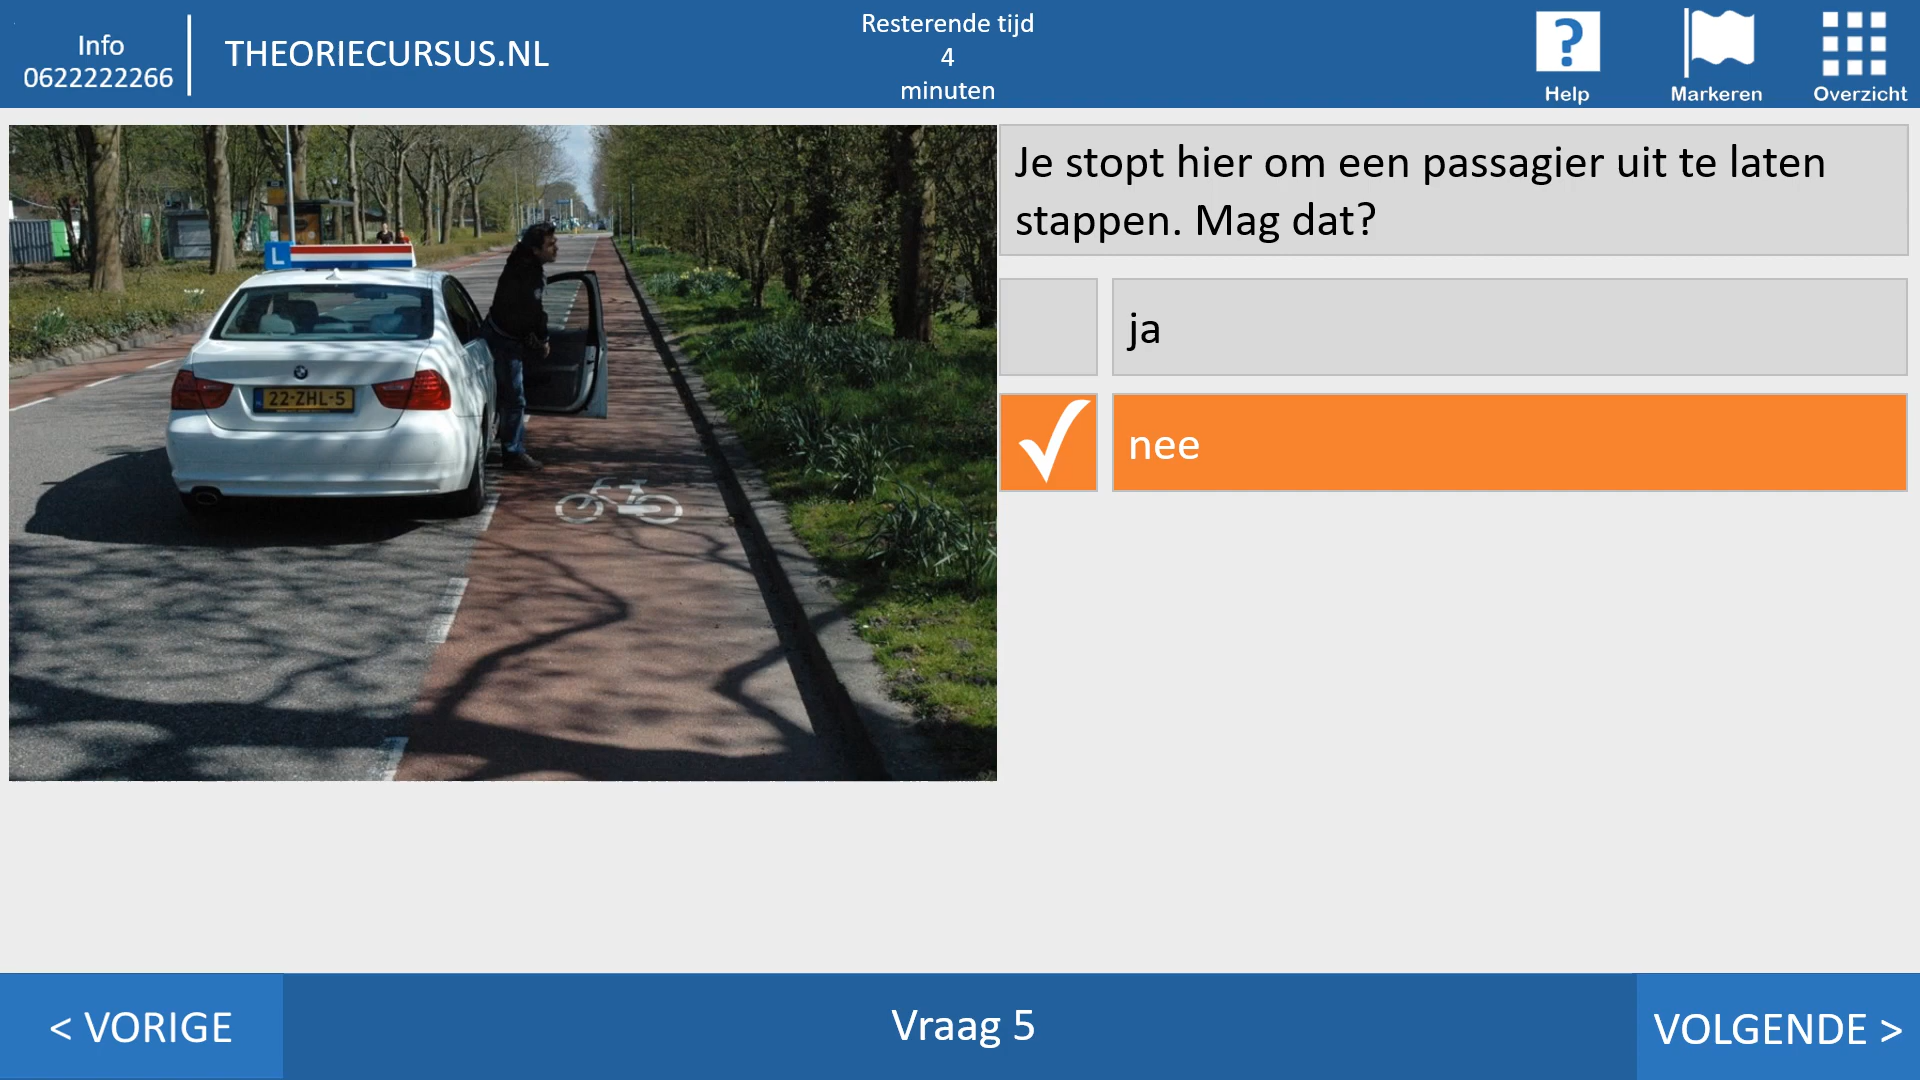 Info
0622222266
THEORIECURSUS.NL
Resterende tijd
4
minuten
?
Help
Markeren
Overzicht
L
22-ZHL-5
Je stopt hier om een passagier uit te laten
stappen. Mag dat?
ja
nee
< VORIGE
Vraag 5
VOLGENDE >